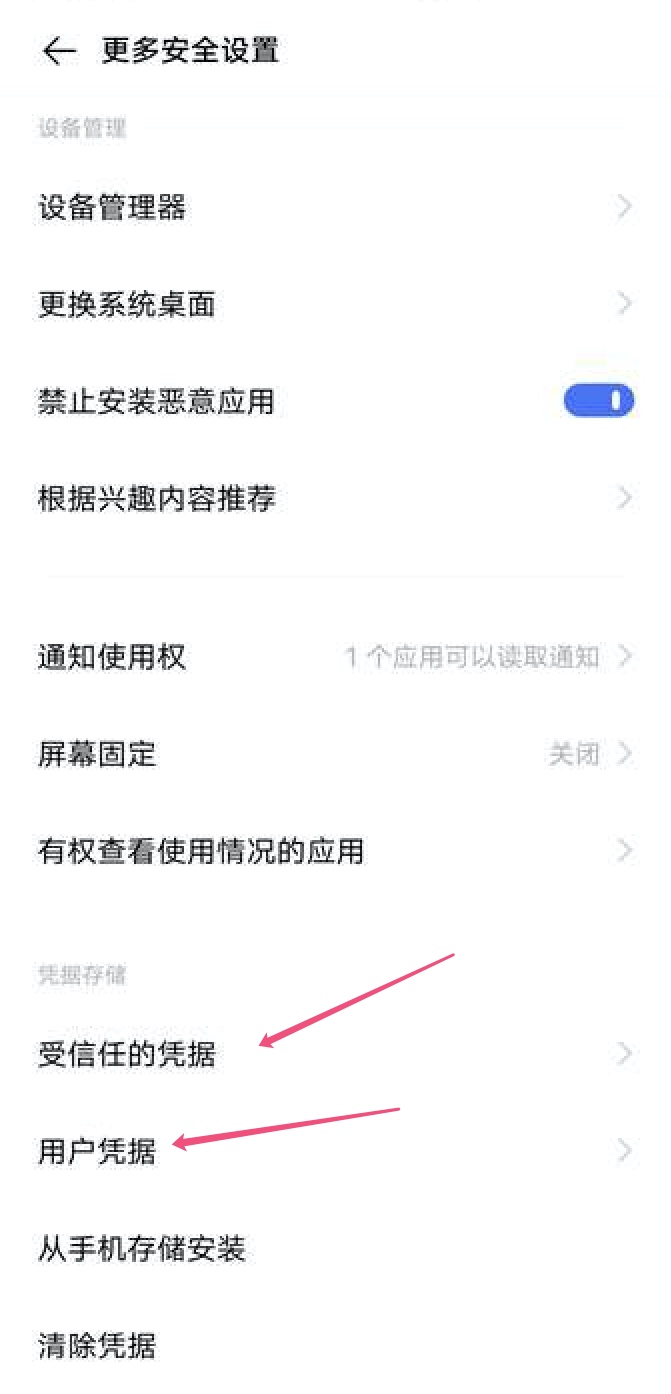 更多安全设置
设备管理
设备管理器
更换系统桌面
禁止安装恶意应用
根据兴趣内容推荐
通知使用权 1 个应用可以读取通知
屏幕固定 关闭
有权查看使用情况的应用
凭据存储
受信任的凭据
用户凭据
从手机存储安装
清除凭据